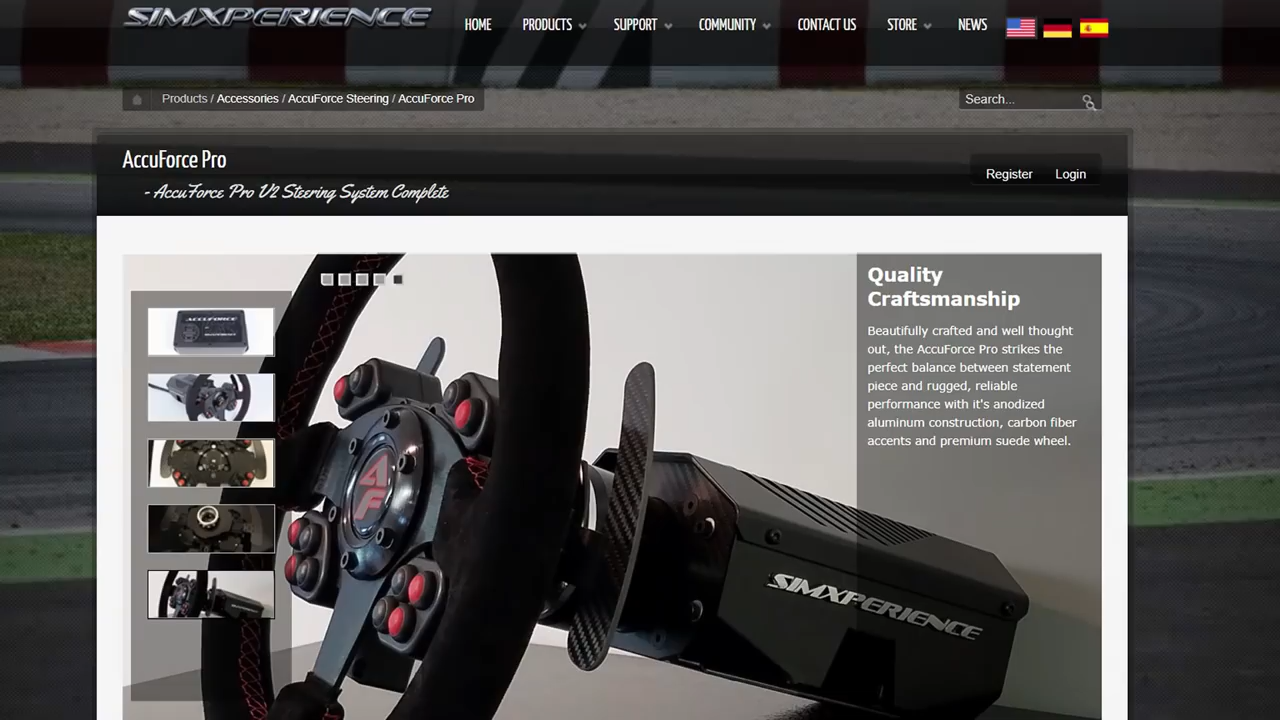 SIMXPERIENCE
HOME PRODUCTS SUPPORT COMMUNITY CONTACT US STORE NEWS
Products / Accessories / AccuForce Steering / AccuForce Pro
Search...
AccuForce Pro
- AccuForce Pro V2 Steering System Complete
Register Login
Quality
Craftsmanship
Beautifully crafted and well thought
out, the AccuForce Pro strikes the
perfect balance between statement
piece and rugged, reliable
performance with it's anodized
aluminum construction, carbon fiber
accents and premium suede wheel.
ACCUFORCE
AF
SIMXPERIENCE